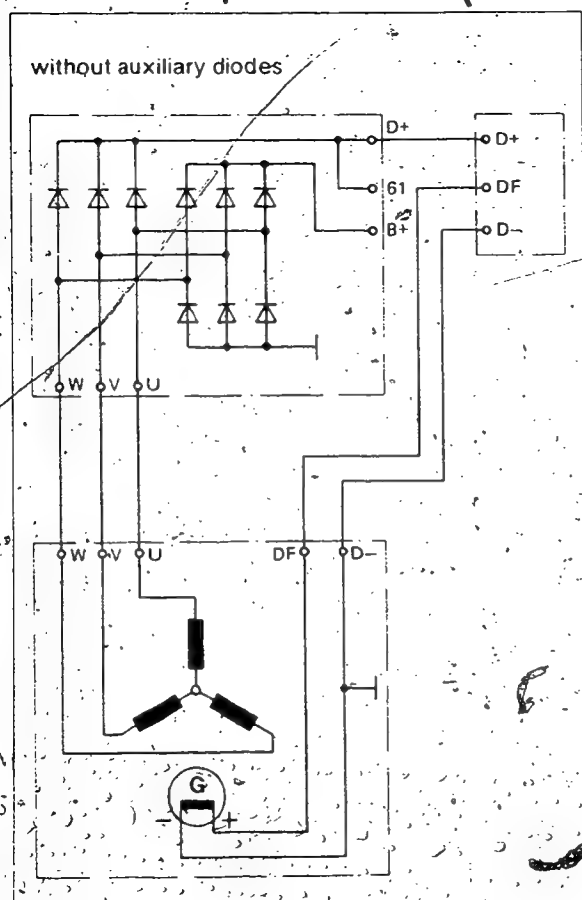 without auxiliary diodes
D+ D+
61 DF
B+ D-
W V U
W V U DF D-
G
- +